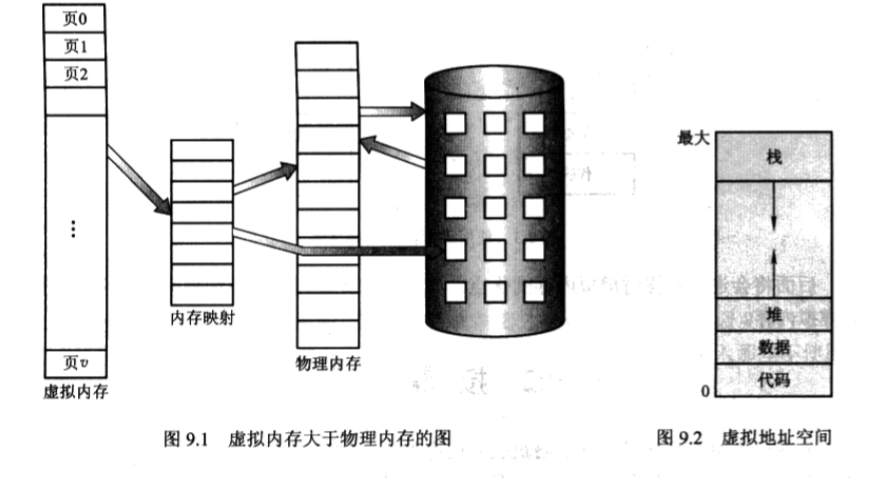 页0
页1
页2
⋮
页v
虚拟内存
内存映射
物理内存
图 9.1 虚拟内存大于物理内存的图
最大
栈
堆
数据
代码
0
图 9.2 虚拟地址空间